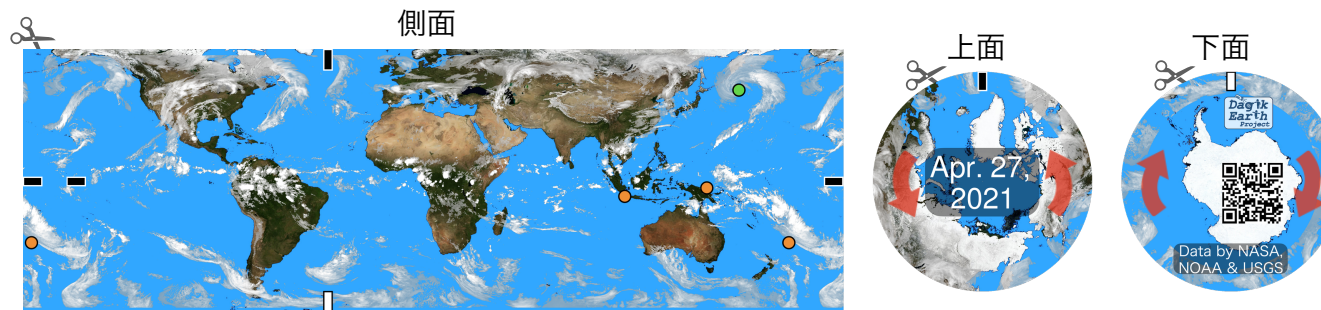 側面
上面
下面
Apr. 27,
2021
Dagik
Earth
Project
Data by NASA,
NOAA & USGS